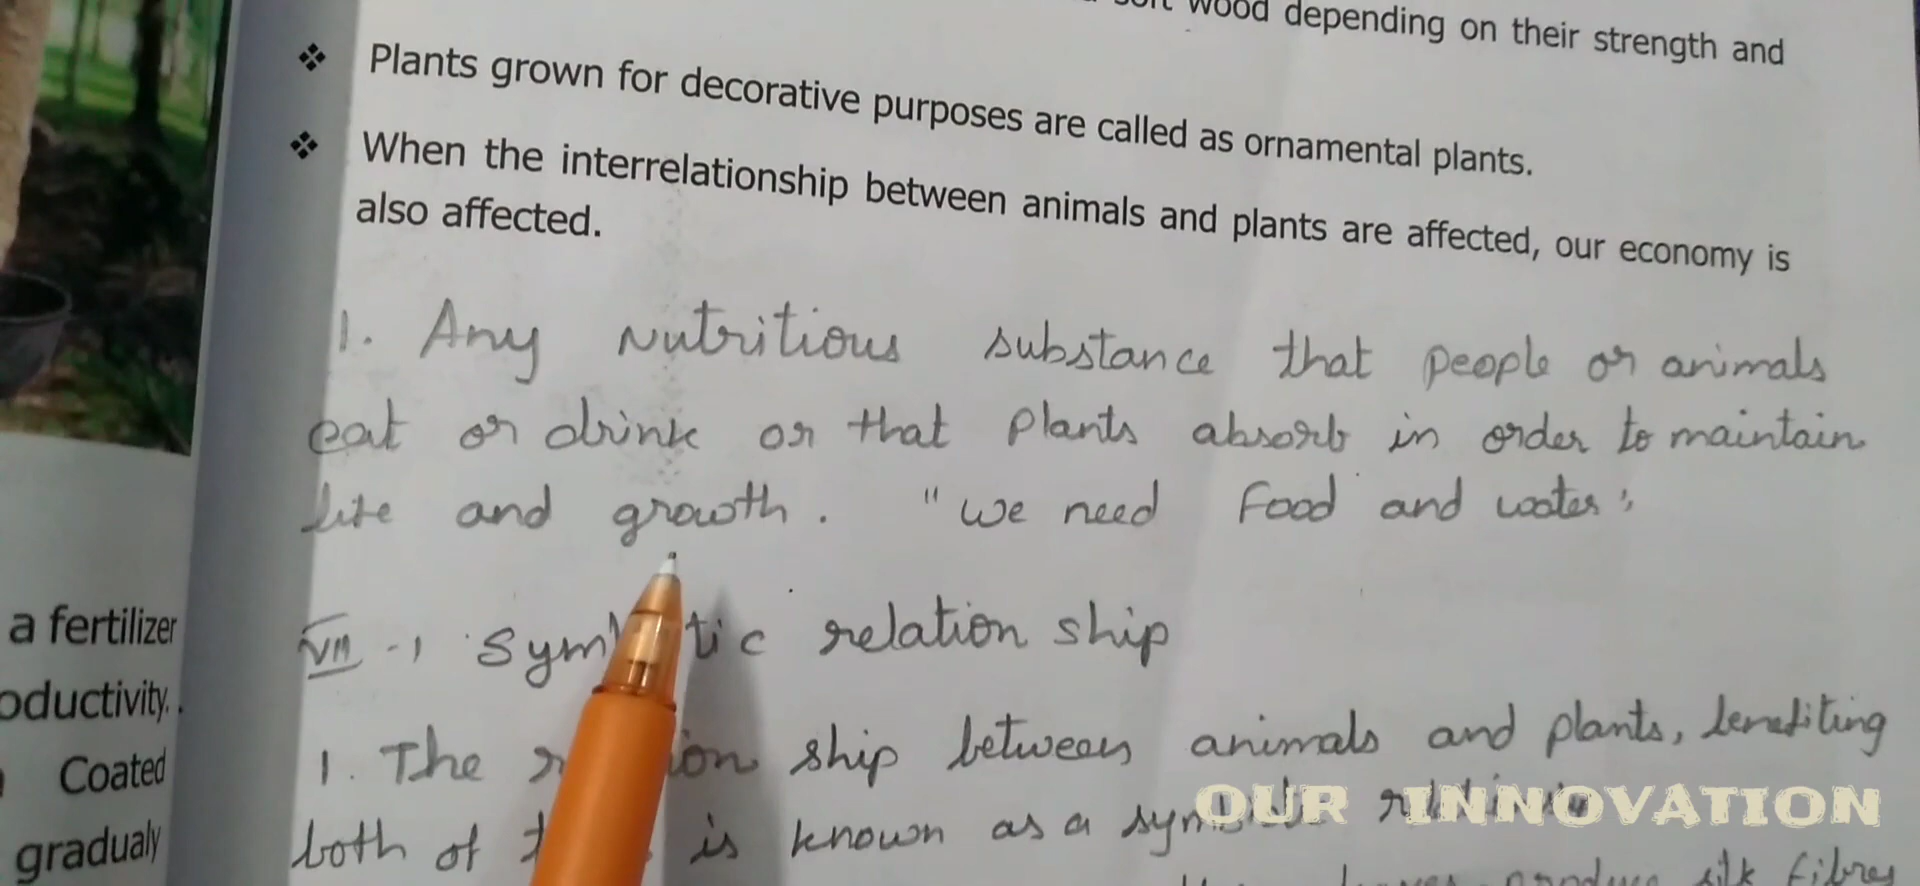 soft wood depending on their strength and
❖ Plants grown for decorative purposes are called as ornamental plants.
❖ When the interrelationship between animals and plants are affected, our economy is
also affected.
1. Any Nutritious substance that people or animals
eat or drink or that plants absorb in order to maintain
life and growth. "we need Food and water"
VII - 1 relation ship
1. The ship between animals and plants, benefiting
both of is known as a
produce silk fibres
a fertilizer
oductivity.
Coated
gradualy
OUR INNOVATION